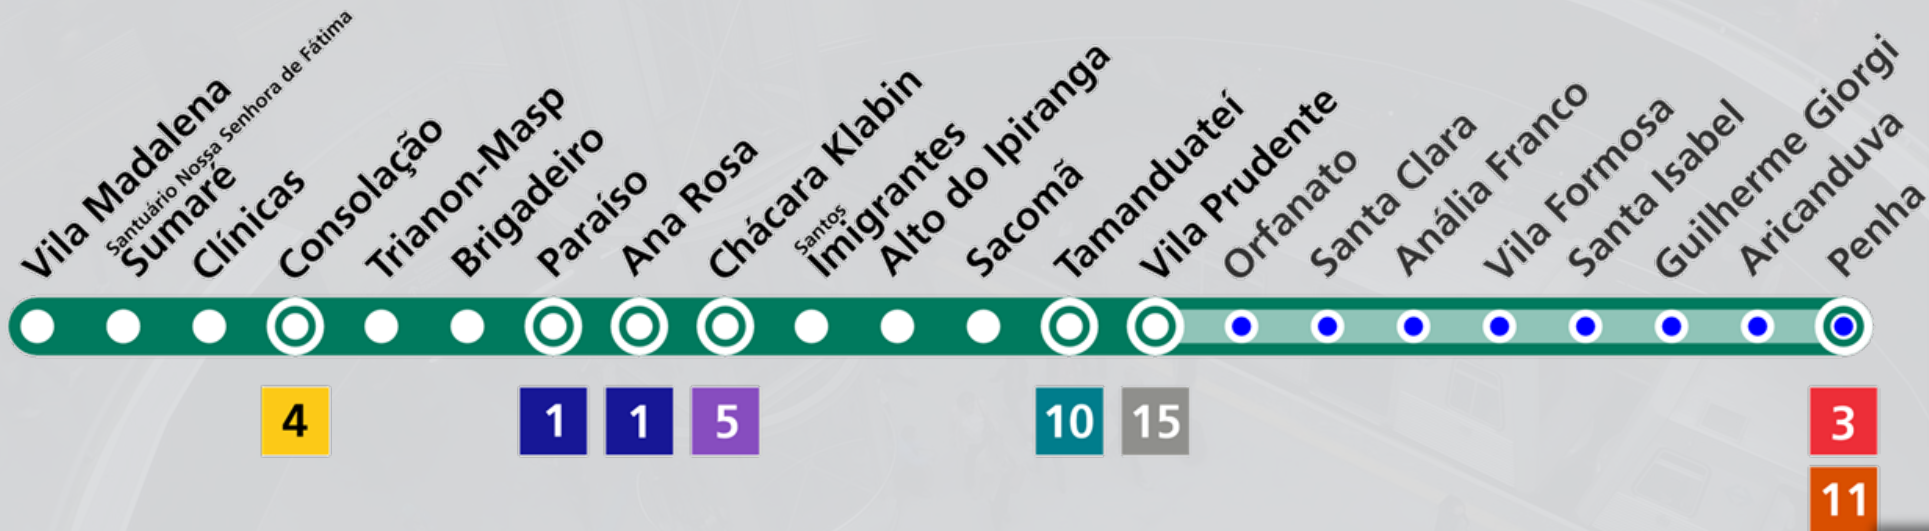 Vila Madalena
Santuário Nossa Senhora de Fátima
Sumaré
Clínicas
Consolação
Trianon-Masp
Brigadeiro
Paraíso
Ana Rosa
Chácara Klabin
Santos
Imigrantes
Alto do Ipiranga
Sacomã
Tamanduateí
Vila Prudente
Orfanato
Santa Clara
Anália Franco
Vila Formosa
Santa Isabel
Guilherme Giorgi
Aricanduva
Penha
4
1
1
5
10
15
3
11